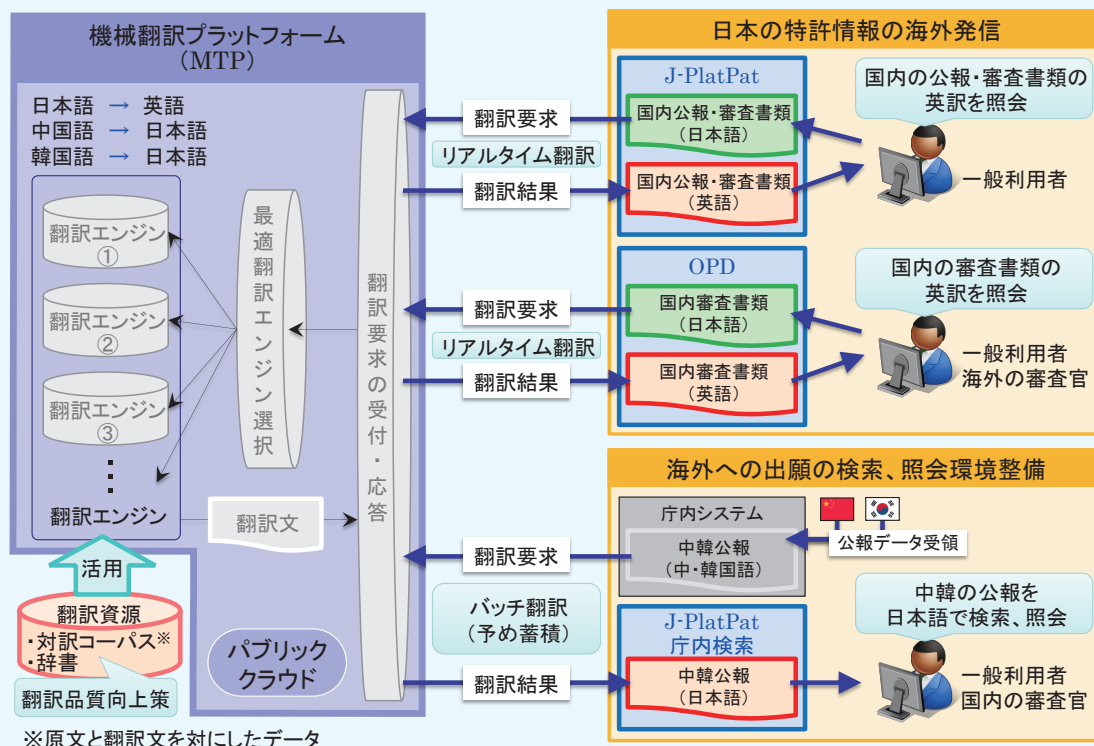 機械翻訳プラットフォーム
(MTP)
日本語 → 英語
中国語 → 日本語
韓国語 → 日本語
翻訳エンジン
①
翻訳エンジン
②
翻訳エンジン
③
翻訳エンジン
最適翻訳エンジン選択
翻訳文
翻訳要求の受付・応答
活用
翻訳資源
・対訳コーパス※
・辞書
翻訳品質向上策
パブリック
クラウド
※原文と翻訳文を対にしたデータ
翻訳要求
リアルタイム翻訳
翻訳結果
翻訳要求
リアルタイム翻訳
翻訳結果
翻訳要求
バッチ翻訳
(予め蓄積)
翻訳結果
日本の特許情報の海外発信
J-PlatPat
国内公報・審査書類
(日本語)
国内公報・審査書類
(英語)
国内の公報・審査書類の
英訳を照会
一般利用者
OPD
国内審査書類
(日本語)
国内審査書類
(英語)
国内の審査書類の
英訳を照会
一般利用者
海外の審査官
海外への出願の検索、照会環境整備
庁内システム
中韓公報
(中・韓国語)
公報データ受領
J-PlatPat
庁内検索
中韓公報
(日本語)
中韓の公報を
日本語で検索、照会
一般利用者
国内の審査官